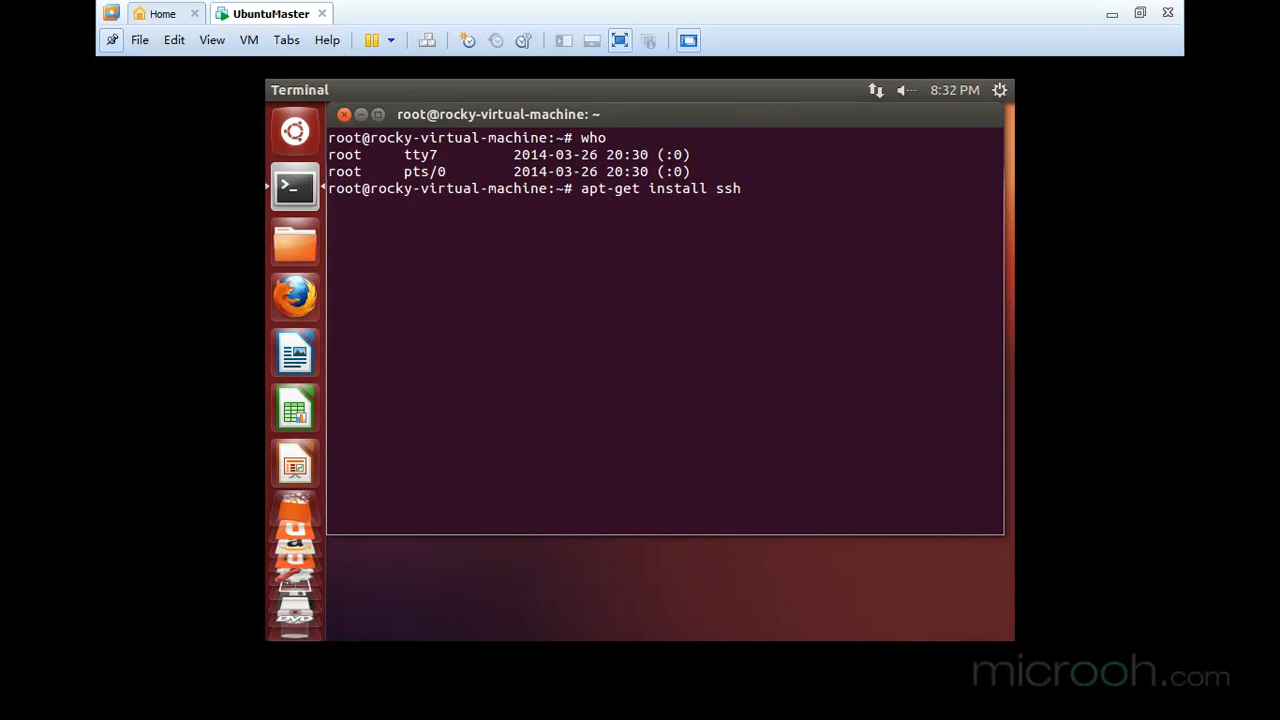 Home
UbuntuMaster
File Edit View VM Tabs Help
Terminal
8:32 PM
root@rocky-virtual-machine: ~
root@rocky-virtual-machine:~# who
root     tty7         2014-03-26 20:30 (:0)
root     pts/0        2014-03-26 20:30 (:0)
root@rocky-virtual-machine:~# apt-get install ssh
DVD
microoh.com